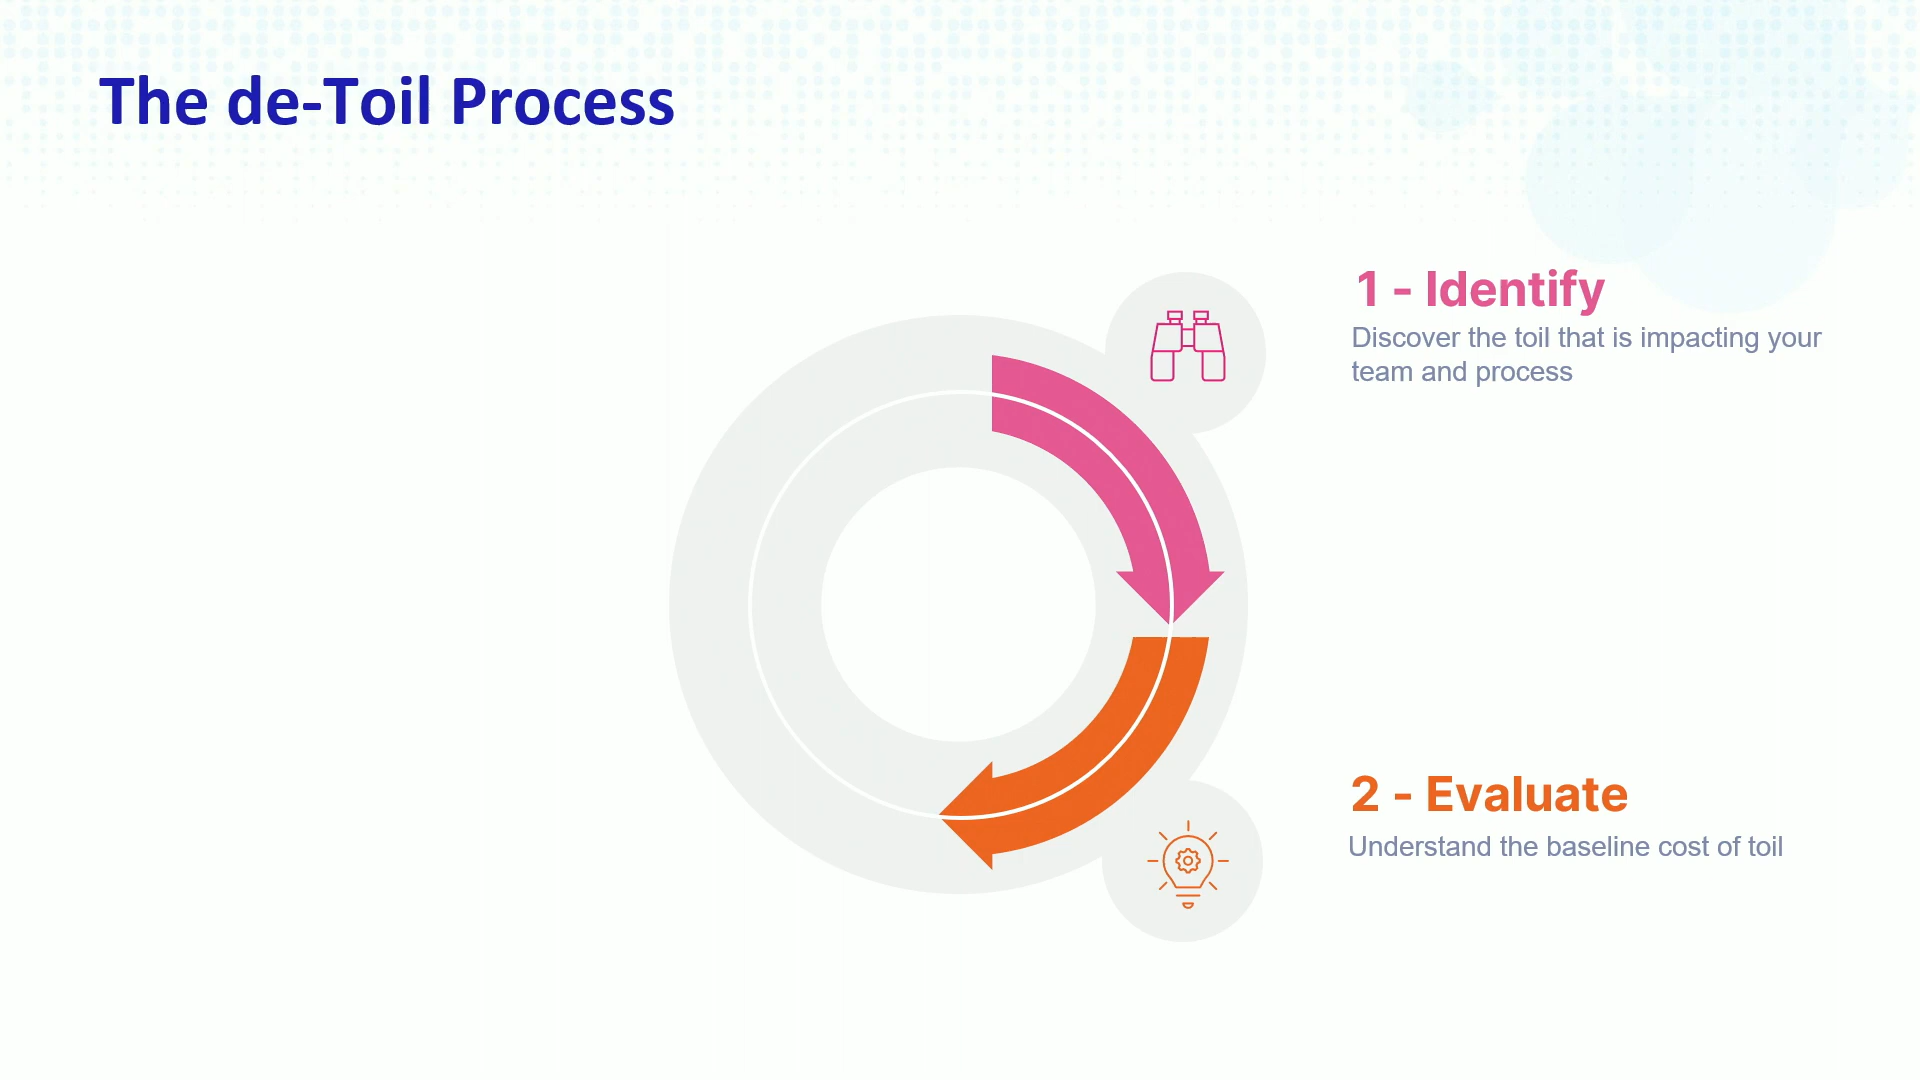 The de-Toil Process
1 - Identify
Discover the toil that is impacting your
team and process
2 - Evaluate
Understand the baseline cost of toil